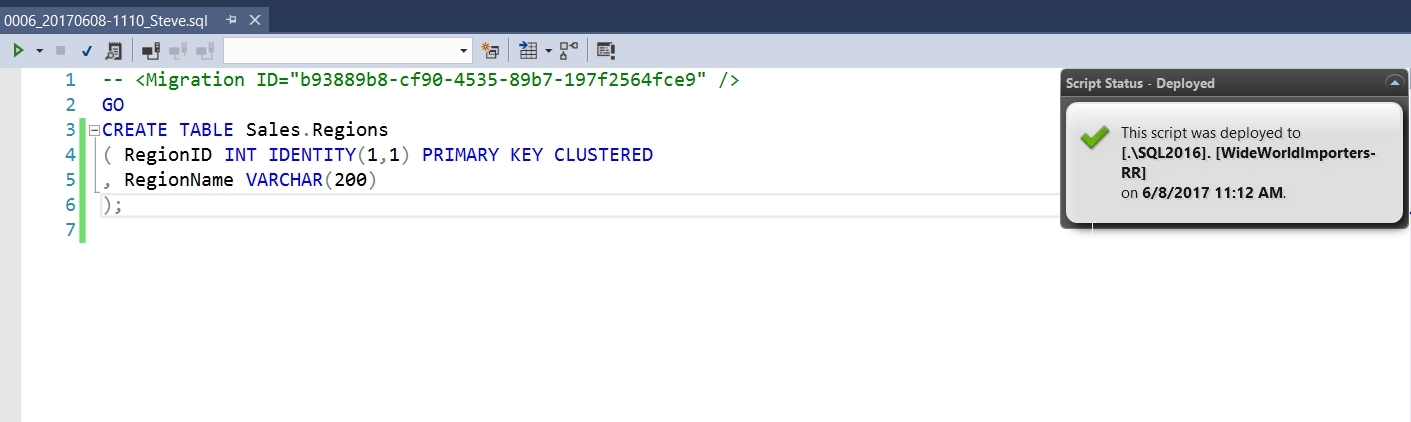 0006_20170608-1110_Steve.sql
1 -- <Migration ID="b93889b8-cf90-4535-89b7-197f2564fce9" />
2 GO
3 CREATE TABLE Sales.Regions
4 ( RegionID INT IDENTITY(1,1) PRIMARY KEY CLUSTERED
5 , RegionName VARCHAR(200)
6 );
7
Script Status - Deployed
This script was deployed to
[.\SQL2016]. [WideWorldImporters-
RR]
on 6/8/2017 11:12 AM.